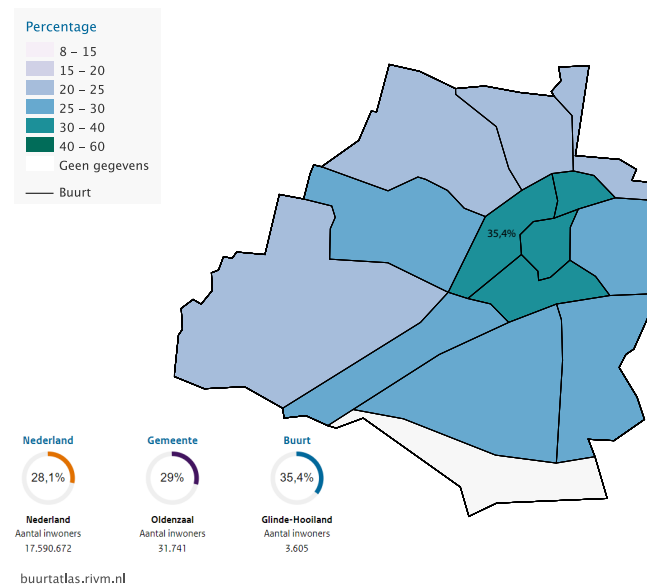 Percentage
8 – 15
15 – 20
20 – 25
25 – 30
30 – 40
40 – 60
Geen gegevens
Buurt
35,4%
Nederland Gemeente Buurt
28,1% 29% 35,4%
Nederland Oldenzaal Glinde-Hooiland
Aantal inwoners Aantal inwoners Aantal inwoners
17.590.672 31.741 3.605
buurtatlas.rivm.nl